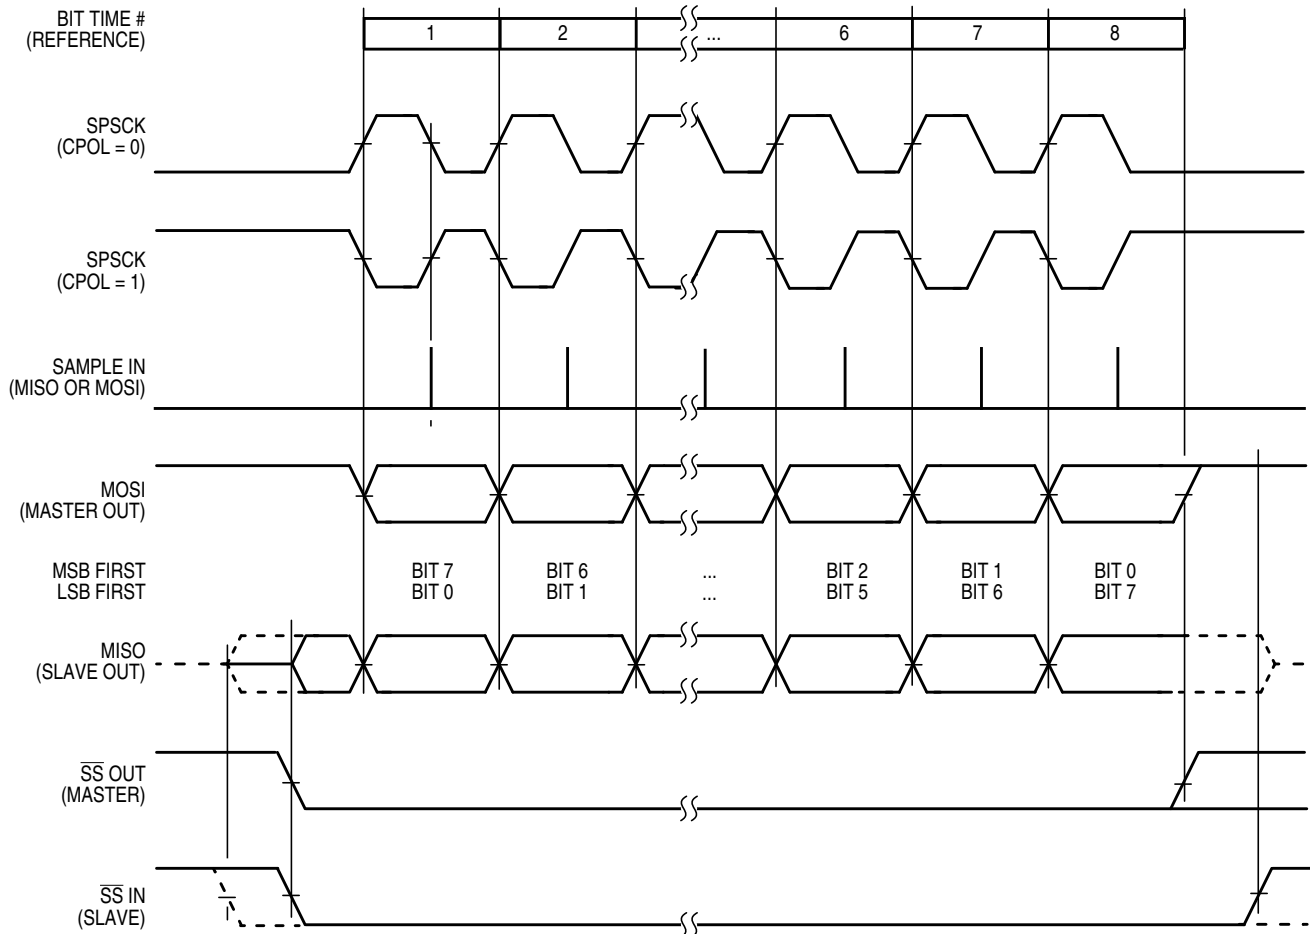 BIT TIME #
(REFERENCE)
1 2 ... 6 7 8
SPSCK
(CPOL = 0)
SPSCK
(CPOL = 1)
SAMPLE IN
(MISO OR MOSI)
MOSI
(MASTER OUT)
MSB FIRST BIT 7 BIT 6 ... BIT 2 BIT 1 BIT 0
LSB FIRST BIT 0 BIT 1 ... BIT 5 BIT 6 BIT 7
MISO
(SLAVE OUT)
S̅S̅ OUT
(MASTER)
S̅S̅ IN
(SLAVE)